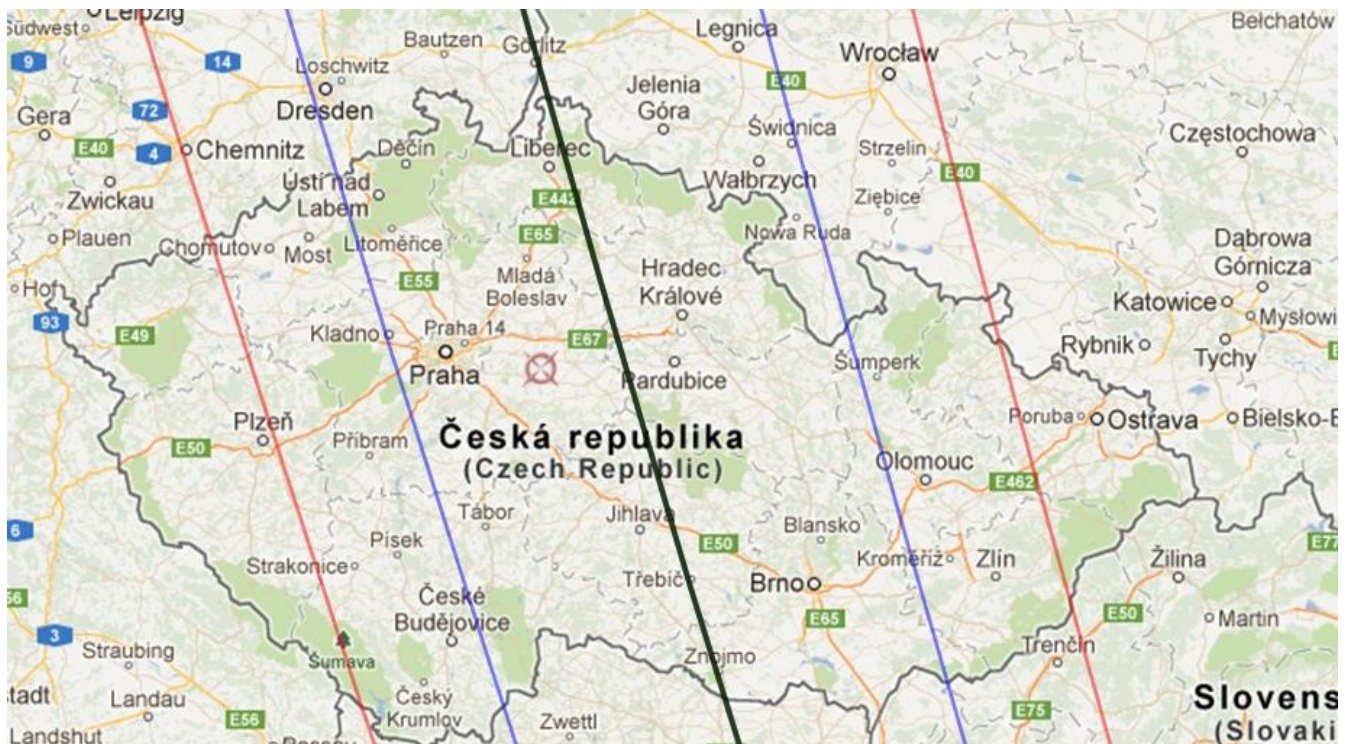 Leipzig
Südwest
Bełchatów
Bautzen
Görlitz
Legnica
Wrocław
9
14
Loschwitz
E40
Dresden
Jelenia
Góra
72
Gera
Świdnica
Częstochowa
E40
4
Chemnitz
Děčín
Liberec
Strzelin
Ústí nad
Labem
Wałbrzych
E40
Zwickau
E442
Ziębice
Plauen
Chomutov
Most
Litoměřice
E65
Nowa Ruda
Dąbrowa
Górnicza
Hof
E55
Mladá
Boleslav
Hradec
Králové
Katowice
93
E49
Kladno
Praha 14
E67
Mysłowi
Rybnik
Tychy
Praha
Pardubice
Šumperk
Plzeň
Poruba
Ostrava
Bielsko-B
E50
Příbram
Česká republika
(Czech Republic)
Olomouc
E462
Tábor
Jihlava
Blansko
6
Písek
E50
E77
Strakonice
Třebíč
Brno
Kroměříž
Zlín
Žilina
56
České
Budějovice
E65
E50
Martin
3
Straubing
Šumava
Znojmo
Trenčín
stadt
Landau
Český
Krumlov
Slovens
(Slovaki
E56
Zwettl
E75
Landshut